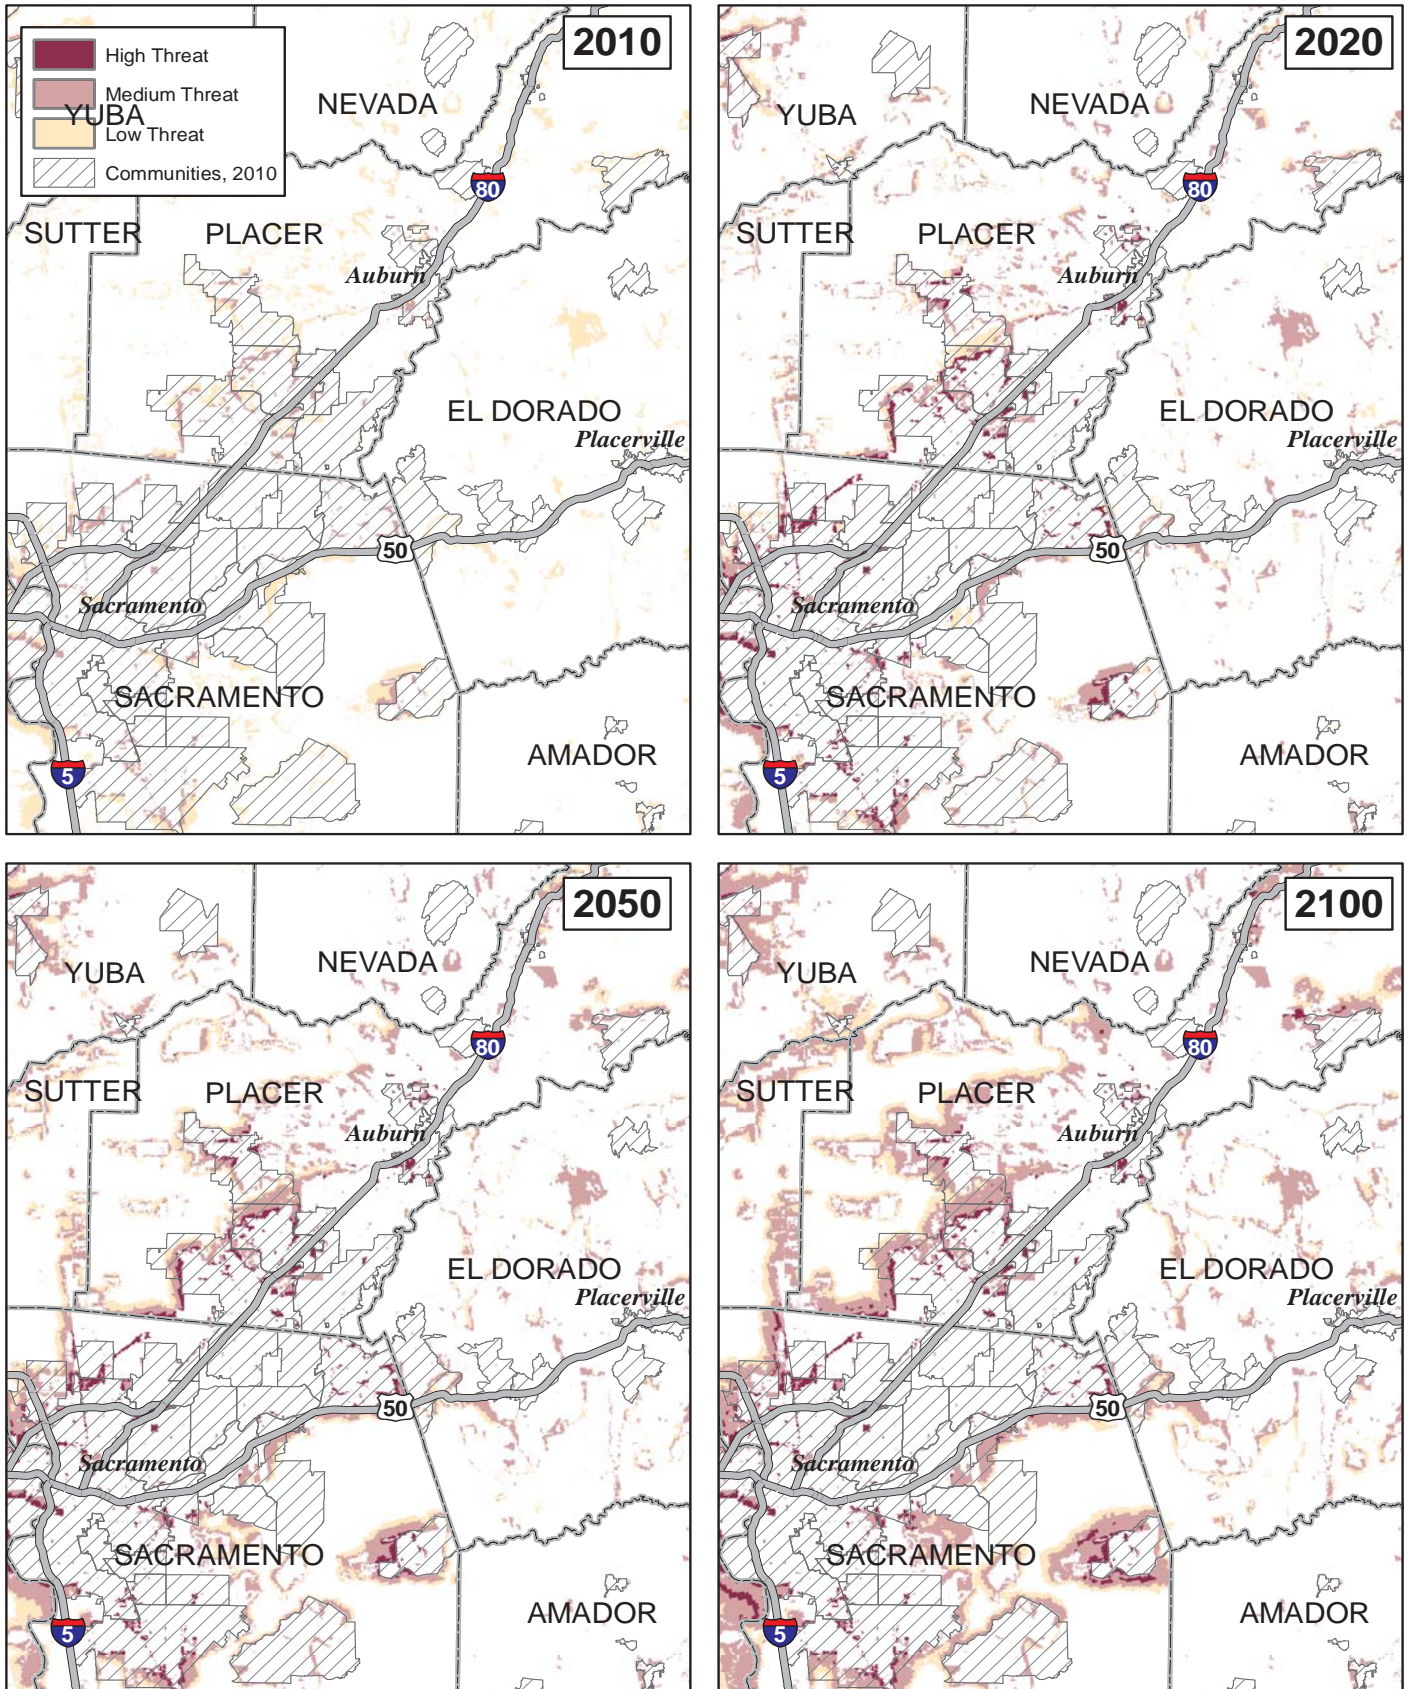 2010
High Threat
Medium Threat
YUBA
Low Threat
Communities, 2010
NEVADA
80
SUTTER
PLACER
Auburn
EL DORADO
Placerville
50
Sacramento
SACRAMENTO
AMADOR
5
2020
NEVADA
YUBA
80
SUTTER
PLACER
Auburn
EL DORADO
Placerville
50
Sacramento
SACRAMENTO
AMADOR
5
2050
NEVADA
YUBA
80
SUTTER
PLACER
Auburn
EL DORADO
Placerville
50
Sacramento
SACRAMENTO
AMADOR
5
2100
NEVADA
YUBA
80
SUTTER
PLACER
Auburn
EL DORADO
Placerville
50
Sacramento
SACRAMENTO
AMADOR
5